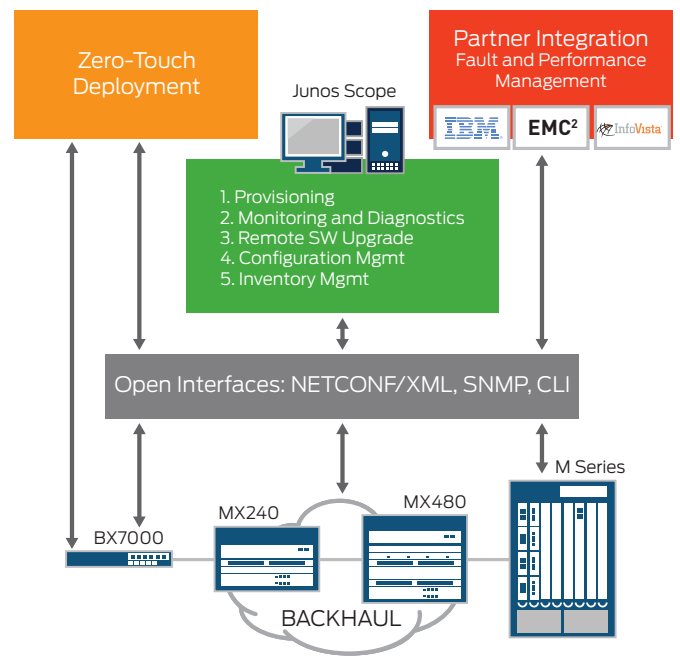 Zero-Touch
Deployment
Partner Integration
Fault and Performance
Management
IBM
EMC²
InfoVista
Junos Scope
1. Provisioning
2. Monitoring and Diagnostics
3. Remote SW Upgrade
4. Configuration Mgmt
5. Inventory Mgmt
Open Interfaces: NETCONF/XML, SNMP, CLI
M Series
MX480
MX240
BX7000
BACKHAUL